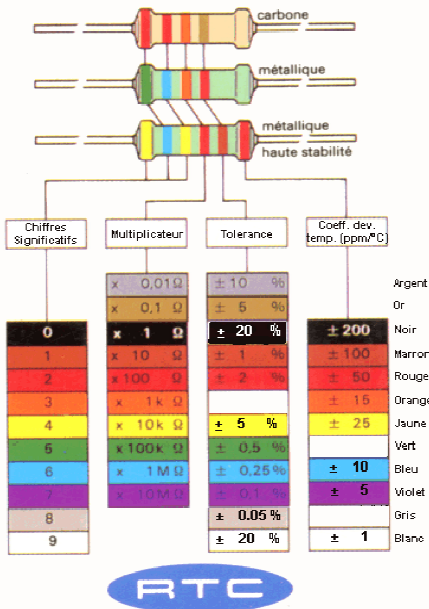 carbone
métallique
métallique
haute stabilité
Chiffres
Significatifs
Multiplicateur
Tolerance
Coeff. dev.
temp. (ppm/°C)
x 0,01 Ω ± 10 % Argent
x 0,1 Ω ± 5 % Or
0 x 1 Ω ± 20 % ± 200 Noir
1 x 10 Ω ± 1 % ± 100 Marron
2 x 100 Ω ± 2 % ± 50 Rouge
3 x 1 k Ω ± 15 Orange
4 x 10k Ω ± 5 % ± 25 Jaune
5 x 100k Ω ± 0,5 % Vert
6 x 1 M Ω ± 0,25 % ± 10 Bleu
7 x 10 M Ω ± 0,1 % ± 5 Violet
8 ± 0.05 % Gris
9 ± 20 % ± 1 Blanc
RTC